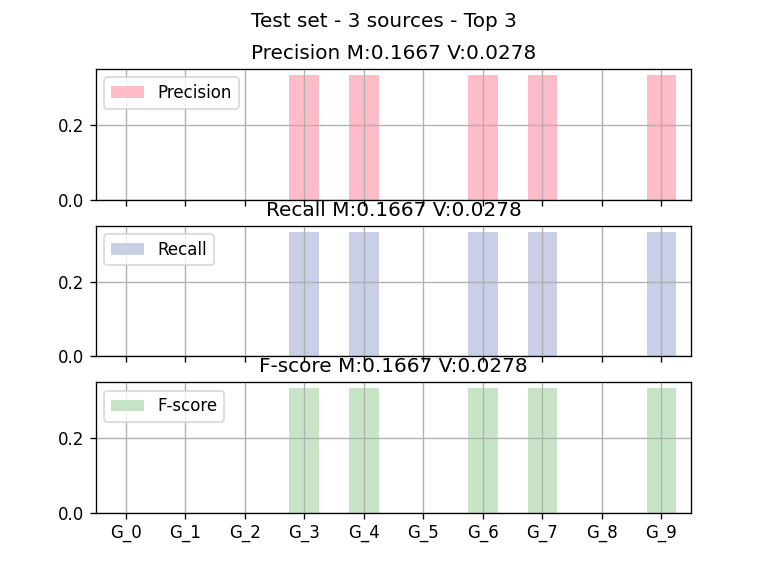 Test set - 3 sources - Top 3
Precision M:0.1667 V:0.0278
Precision
0.2
0.0
Recall M:0.1667 V:0.0278
Recall
0.2
0.0
F-score M:0.1667 V:0.0278
F-score
0.2
0.0
G_0 G_1 G_2 G_3 G_4 G_5 G_6 G_7 G_8 G_9